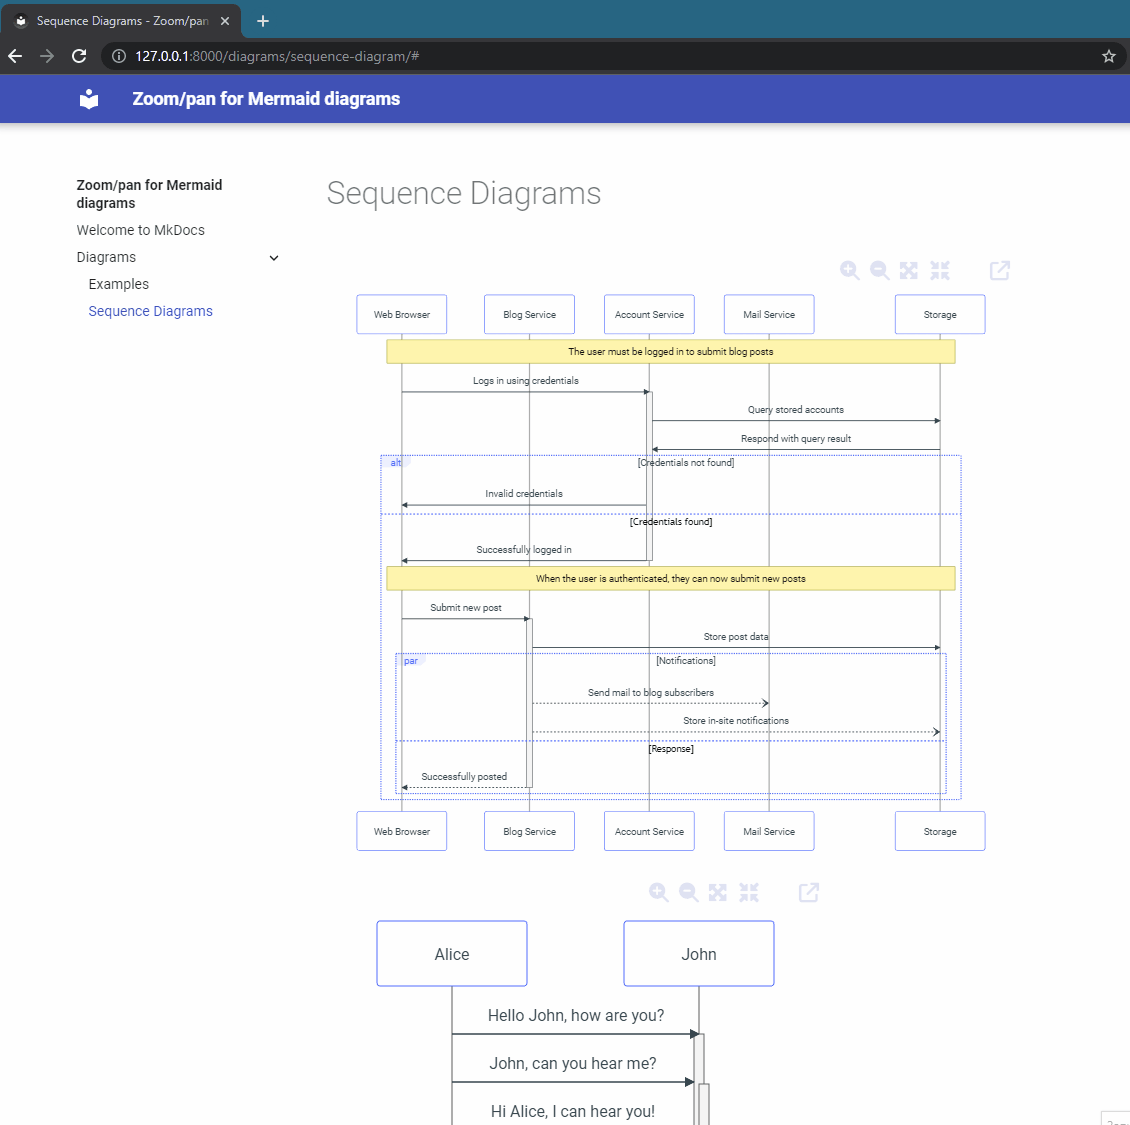 Sequence Diagrams - Zoom/pan
127.0.0.1:8000/diagrams/sequence-diagram/#
Zoom/pan for Mermaid diagrams
Zoom/pan for Mermaid
diagrams
Welcome to MkDocs
Diagrams
Examples
Sequence Diagrams
Sequence Diagrams
Web Browser
Blog Service
Account Service
Mail Service
Storage
The user must be logged in to submit blog posts
Logs in using credentials
Query stored accounts
Respond with query result
alt
[Credentials not found]
Invalid credentials
[Credentials found]
Successfully logged in
When the user is authenticated, they can now submit new posts
Submit new post
Store post data
par
[Notifications]
Send mail to blog subscribers
Store in-site notifications
[Response]
Successfully posted
Web Browser
Blog Service
Account Service
Mail Service
Storage
Alice
John
Hello John, how are you?
John, can you hear me?
Hi Alice, I can hear you!